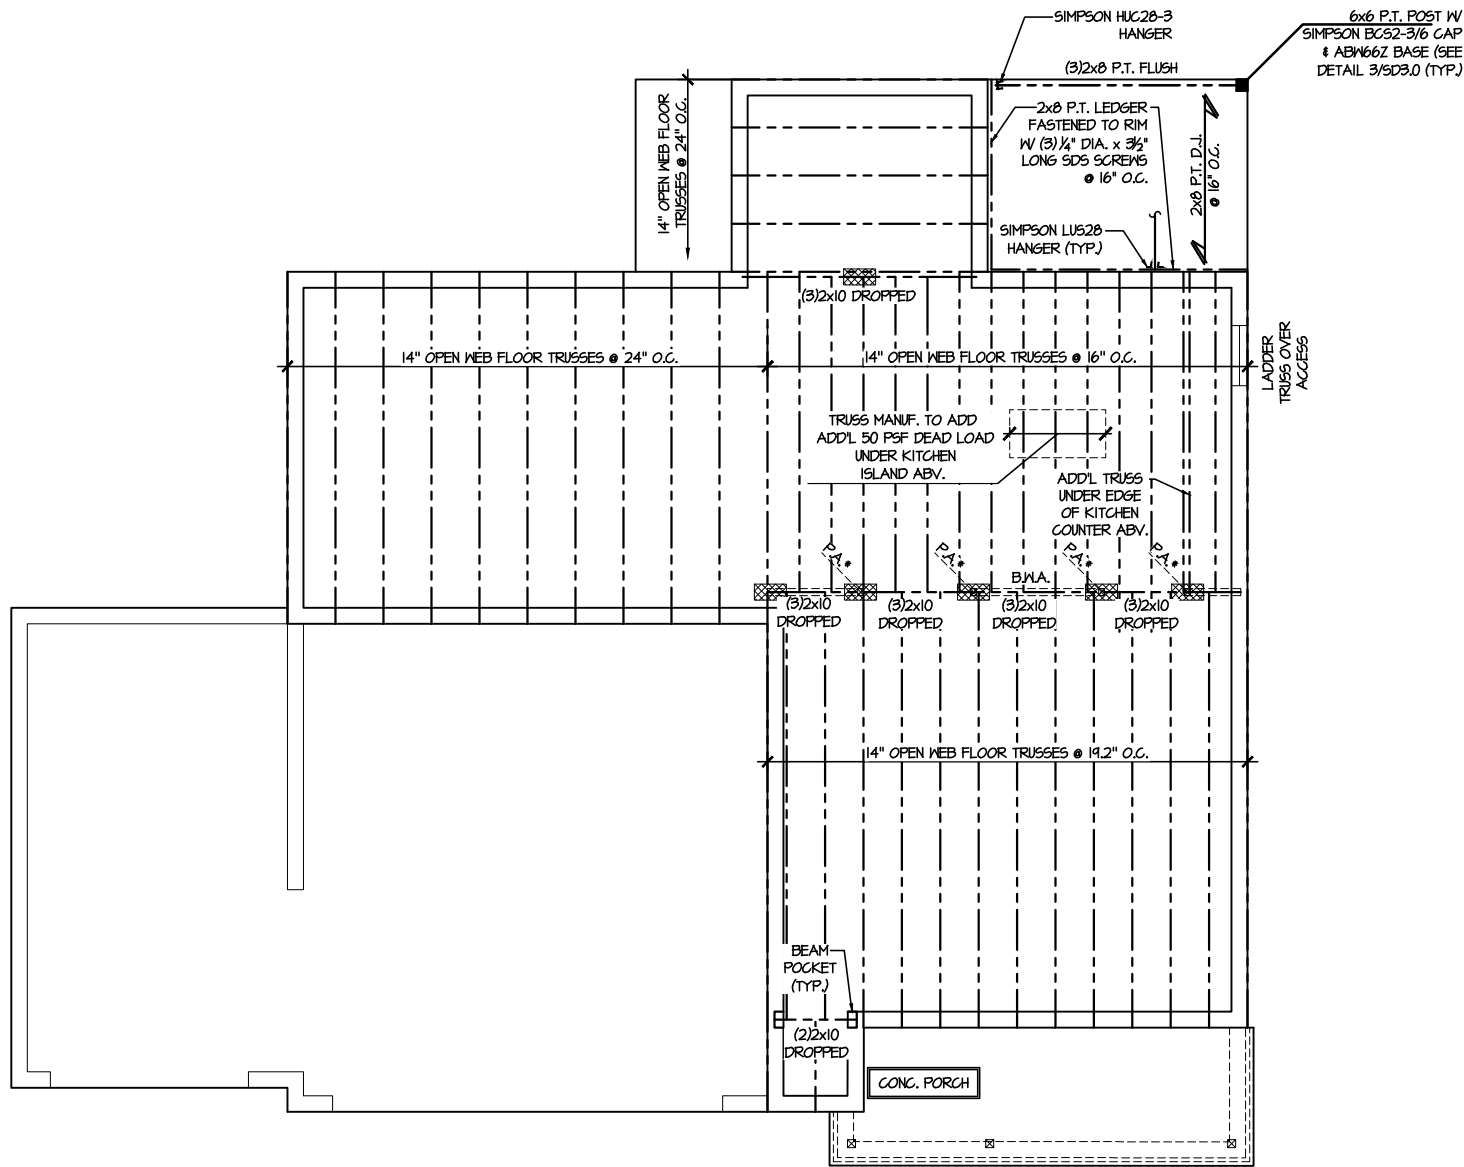 SIMPSON HUC28-3
HANGER
6x6 P.T. POST W/
SIMPSON BCS2-3/6 CAP
& ABW66Z BASE (SEE
DETAIL 3/SD3.0 (TYP.)
(3)2x8 P.T. FLUSH
14" OPEN WEB FLOOR
TRUSSES @ 24" O.C.
2x8 P.T. LEDGER
FASTENED TO RIM
W/ (3) 1/4" DIA. x 3 1/2"
LONG SDS SCREWS
@ 16" O.C.
2x8 P.T. D.J.
@ 16" O.C.
SIMPSON LUS28
HANGER (TYP.)
(3)2x10 DROPPED
14" OPEN WEB FLOOR TRUSSES @ 24" O.C.
14" OPEN WEB FLOOR TRUSSES @ 16" O.C.
LADDER
TRUSS OVER
ACCESS
TRUSS MANUF. TO ADD
ADD'L 50 PSF DEAD LOAD
UNDER KITCHEN
ISLAND ABV.
ADD'L TRUSS
UNDER EDGE
OF KITCHEN
COUNTER ABV.
P.A.*
P.A.*
P.A.*
P.A.*
B.W.A.
(3)2x10
DROPPED
(3)2x10
DROPPED
(3)2x10
DROPPED
(3)2x10
DROPPED
14" OPEN WEB FLOOR TRUSSES @ 19.2" O.C.
BEAM
POCKET
(TYP.)
(2)2x10
DROPPED
CONC. PORCH